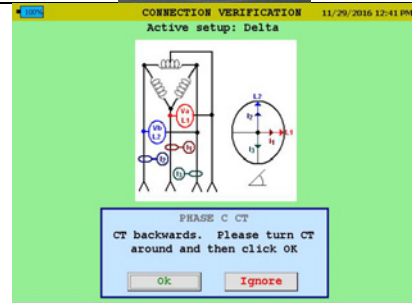 100%
CONNECTION VERIFICATION 11/29/2016 12:41 PM
Active setup: Delta
L2
Va
L1
I2
L1
Vb
L2
I1
I1
I2
I3
I3
PHASE C CT
CT backwards. Please turn CT
around and then click OK
Ok Ignore